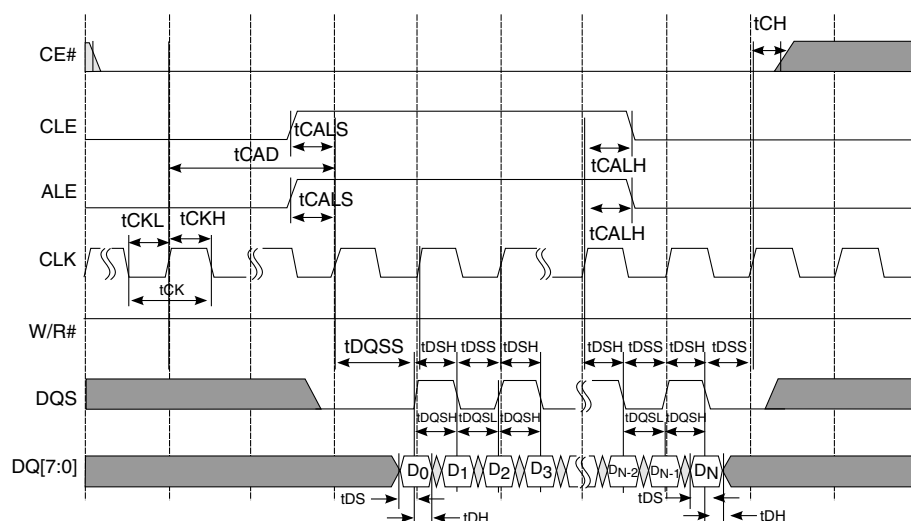 tCH
CE#
CLE
tCALS
tCAD
tCALH
ALE
tCALS
tCKL
tCKH
tCALH
CLK
tCK
W/R#
tDQSS
tDSH
tDSS
tDSH
tDSH
tDSS
tDSH
tDSS
DQS
tDQSH
tDQSL
tDQSH
tDQSL
tDQSH
DQ[7:0]
D0
D1
D2
D3
DN-2
DN-1
DN
tDS
tDH
tDS
tDH